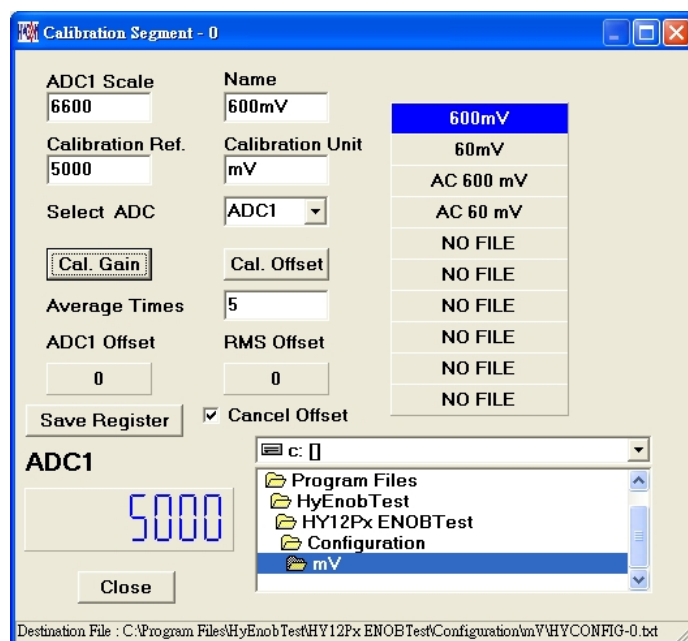 Calibration Segment - 0
ADC1 Scale
Name
6600
600mV
Calibration Ref.
Calibration Unit
5000
mV
Select ADC
ADC1
Cal. Gain
Cal. Offset
Average Times
5
ADC1 Offset
RMS Offset
0
0
Save Register
Cancel Offset
600mV
60mV
AC 600 mV
AC 60 mV
NO FILE
NO FILE
NO FILE
NO FILE
NO FILE
NO FILE
ADC1
5000
Close
c: []
Program Files
HyEnobTest
HY12Px ENOBTest
Configuration
mV
Destination File : C:\Program Files\HyEnobTest\HY12Px ENOBTest\Configuration\mV\HYCONFIG-0.txt